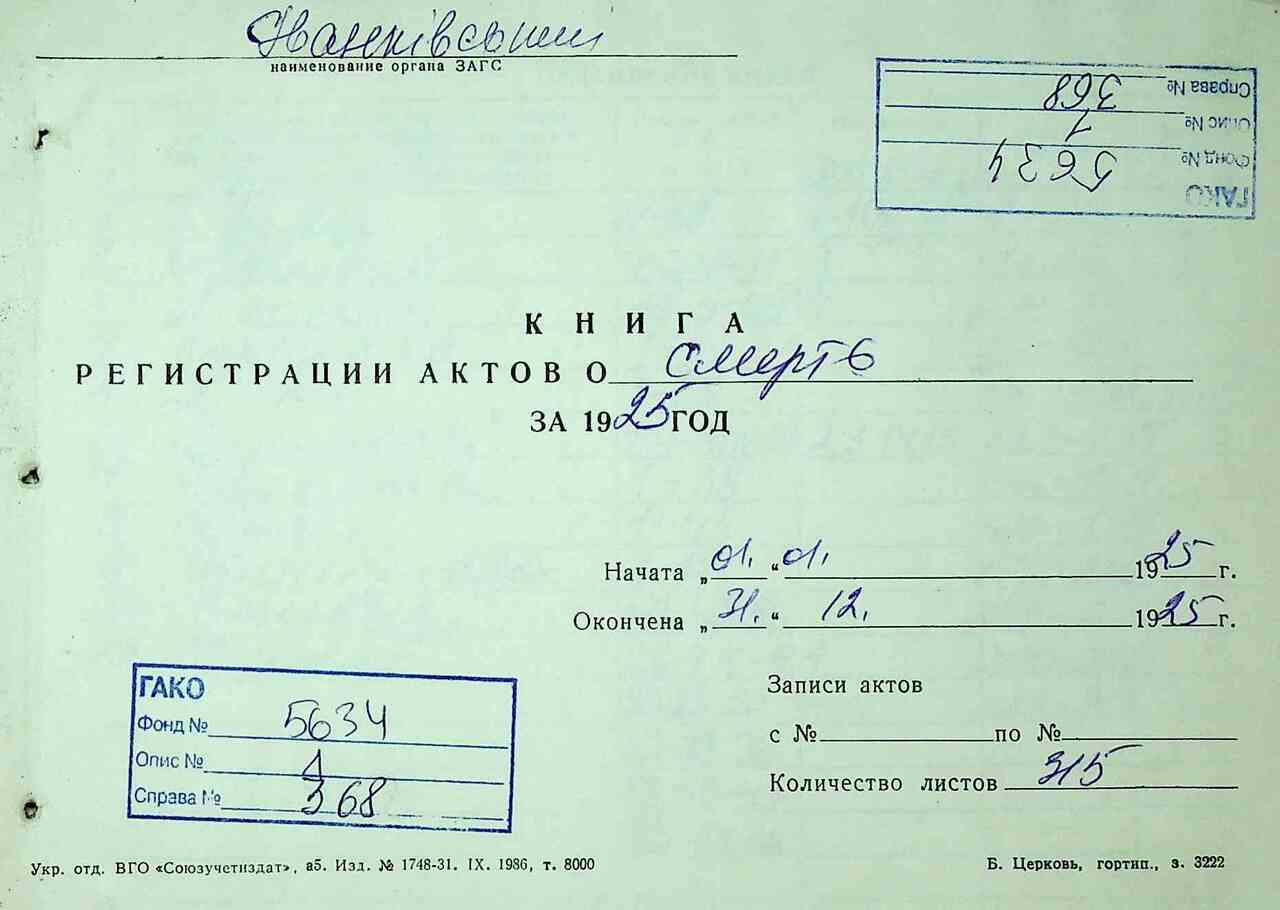 Іванківський
наименование органа ЗАГС
Справа № 368
Опис № 1
Фонд № 5634
ГАКО
КНИГА
РЕГИСТРАЦИИ АКТОВ О смерть
ЗА 1925 ГОД
Начата „01.“ 01. 1925 г.
Окончена „31.“ 12. 1925 г.
ГАКО
Фонд № 5634
Опис № 1
Справа № 368
Записи актов
с № по №
Количество листов 315
Укр. отд. ВГО «Союзучетиздат», а5. Изд. № 1748-31. IX. 1986, т. 8000
Б. Церковь, гортип., з. 3222